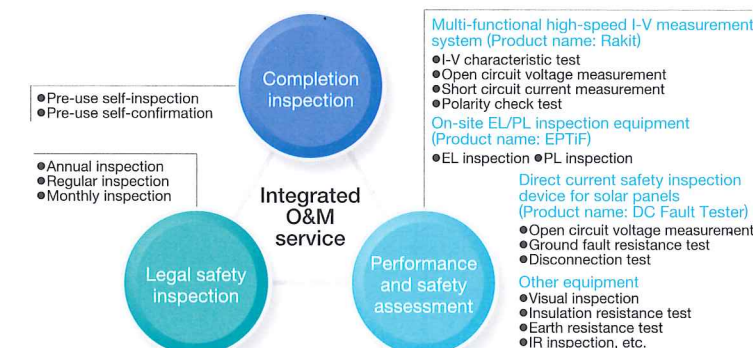 Completion
inspection
●Pre-use self-inspection
●Pre-use self-confirmation
●Annual inspection
●Regular inspection
●Monthly inspection
Integrated
O&M
service
Legal safety
inspection
Performance
and safety
assessment
Multi-functional high-speed I-V measurement
system (Product name: Rakit)
●I-V characteristic test
●Open circuit voltage measurement
●Short circuit current measurement
●Polarity check test
On-site EL/PL inspection equipment
(Product name: EPTiF)
●EL inspection ●PL inspection
Direct current safety inspection
device for solar panels
(Product name: DC Fault Tester)
●Open circuit voltage measurement
●Ground fault resistance test
●Disconnection test
Other equipment
●Visual inspection
●Insulation resistance test
●Earth resistance test
●IR inspection, etc.